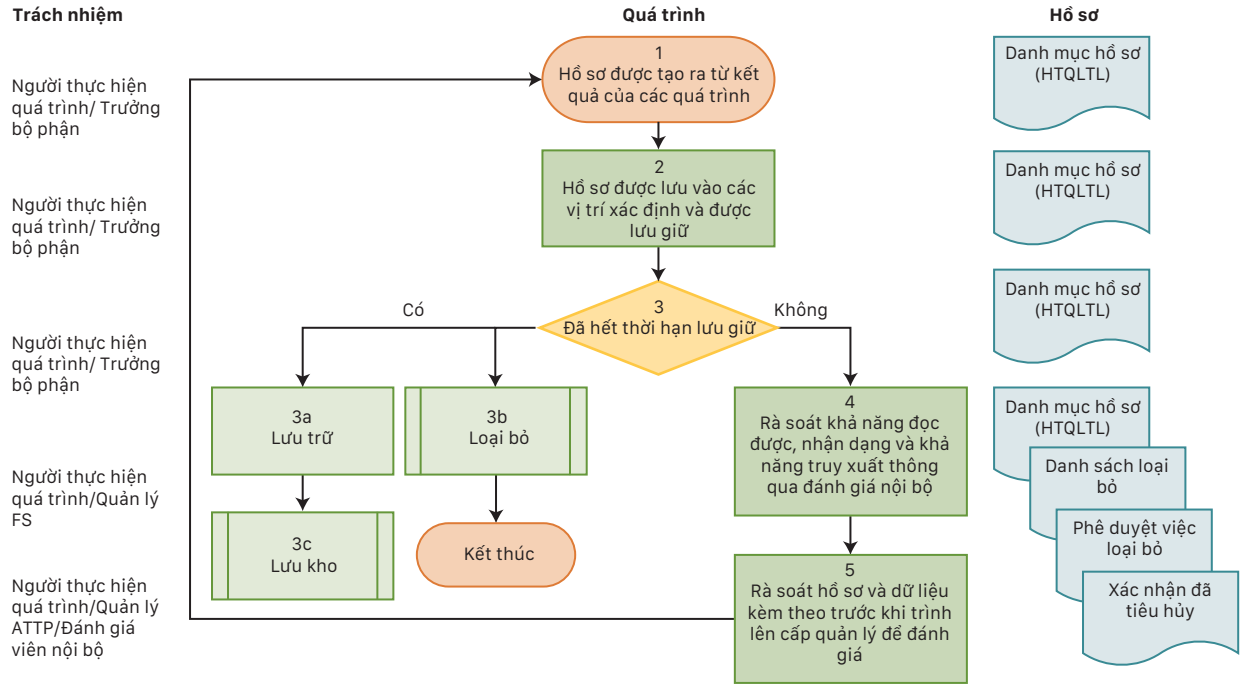 Trách nhiệm
Quá trình
Hồ sơ
Người thực hiện
quá trình/ Trưởng
bộ phận
1
Hồ sơ được tạo ra từ kết
quả của các quá trình
Danh mục hồ sơ
(HTQLTL)
Người thực hiện
quá trình/ Trưởng
bộ phận
2
Hồ sơ được lưu vào các
vị trí xác định và được
lưu giữ
Danh mục hồ sơ
(HTQLTL)
Người thực hiện
quá trình/ Trưởng
bộ phận
Có
3
Đã hết thời hạn lưu giữ
Không
Danh mục hồ sơ
(HTQLTL)
3a
Lưu trữ
3b
Loại bỏ
4
Rà soát khả năng đọc
được, nhận dạng và khả
năng truy xuất thông
qua đánh giá nội bộ
Danh mục hồ sơ
(HTQLTL)
Danh sách loại
bỏ
Người thực hiện
quá trình/Quản lý
FS
3c
Lưu kho
Kết thúc
Phê duyệt việc
loại bỏ
Người thực hiện
quá trình/Quản lý
ATTP/Đánh giá
viên nội bộ
5
Rà soát hồ sơ và dữ liệu
kèm theo trước khi trình
lên cấp quản lý để đánh
giá
Xác nhận đã
tiêu hủy